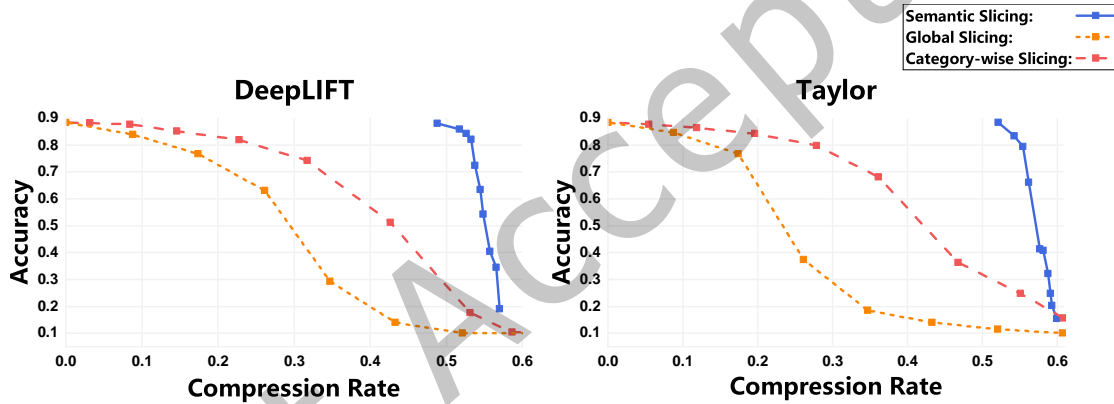 Semantic Slicing:
Global Slicing:
Category-wise Slicing:
DeepLIFT
Accuracy
0.9
0.8
0.7
0.6
0.5
0.4
0.3
0.2
0.1
0.0 0.1 0.2 0.3 0.4 0.5 0.6
Compression Rate
Taylor
Accuracy
0.9
0.8
0.7
0.6
0.5
0.4
0.3
0.2
0.1
0.0 0.1 0.2 0.3 0.4 0.5 0.6
Compression Rate